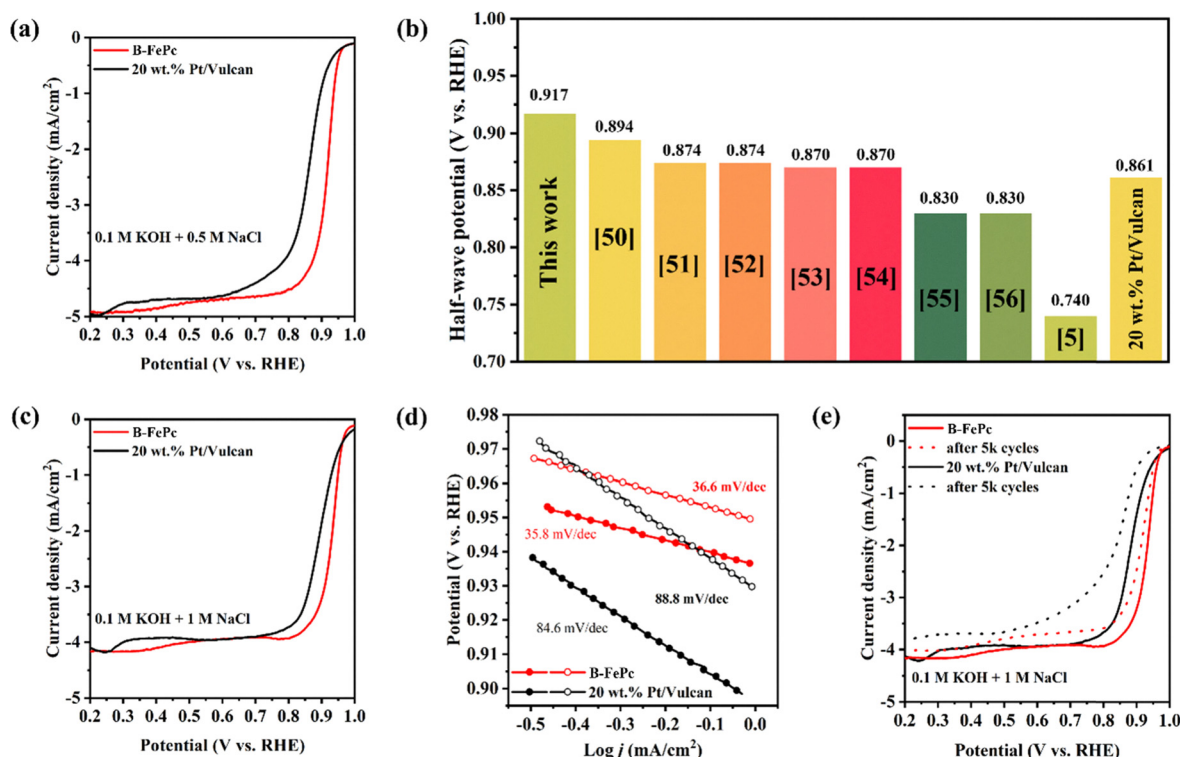 (a)
B-FePc
20 wt.% Pt/Vulcan
0.1 M KOH + 0.5 M NaCl
Current density (mA/cm²)
0
-1
-2
-3
-4
-5
0.2 0.3 0.4 0.5 0.6 0.7 0.8 0.9 1.0
Potential (V vs. RHE)
(b)
Half-wave potential (V vs. RHE)
1.00
0.95
0.90
0.85
0.80
0.75
0.70
0.917
0.894
0.874
0.874
0.870
0.870
0.830
0.830
0.740
0.861
This work
[50]
[51]
[52]
[53]
[54]
[55]
[56]
[5]
20 wt.% Pt/Vulcan
(c)
B-FePc
20 wt.% Pt/Vulcan
0.1 M KOH + 1 M NaCl
Current density (mA/cm²)
0
-1
-2
-3
-4
-5
0.2 0.3 0.4 0.5 0.6 0.7 0.8 0.9 1.0
Potential (V vs. RHE)
(d)
Potential (V vs. RHE)
0.98
0.97
0.96
0.95
0.94
0.93
0.92
0.91
0.90
36.6 mV/dec
35.8 mV/dec
88.8 mV/dec
84.6 mV/dec
B-FePc
20 wt.% Pt/Vulcan
-0.5 -0.4 -0.3 -0.2 -0.1 0.0
Log j (mA/cm²)
(e)
B-FePc
after 5k cycles
20 wt.% Pt/Vulcan
after 5k cycles
0.1 M KOH + 1 M NaCl
Current density (mA/cm²)
0
-1
-2
-3
-4
-5
0.2 0.3 0.4 0.5 0.6 0.7 0.8 0.9 1.0
Potential (V vs. RHE)